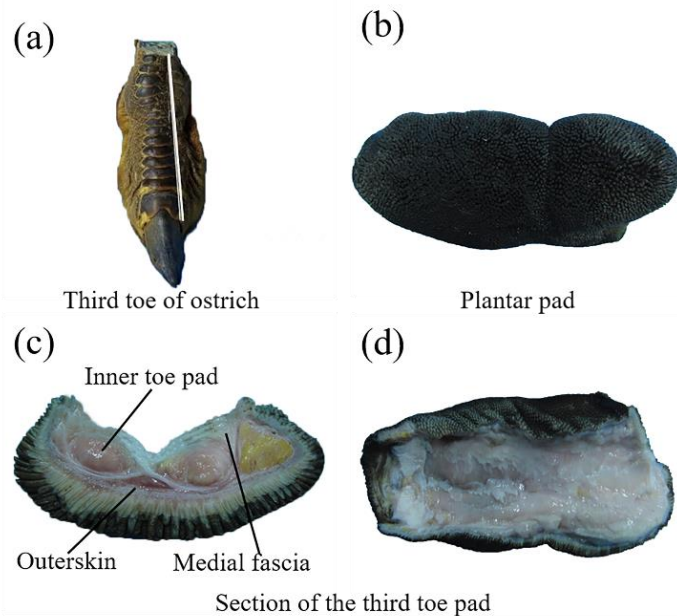 (a)
(b)
Third toe of ostrich
Plantar pad
(c)
(d)
Inner toe pad
Outerskin
Medial fascia
Section of the third toe pad